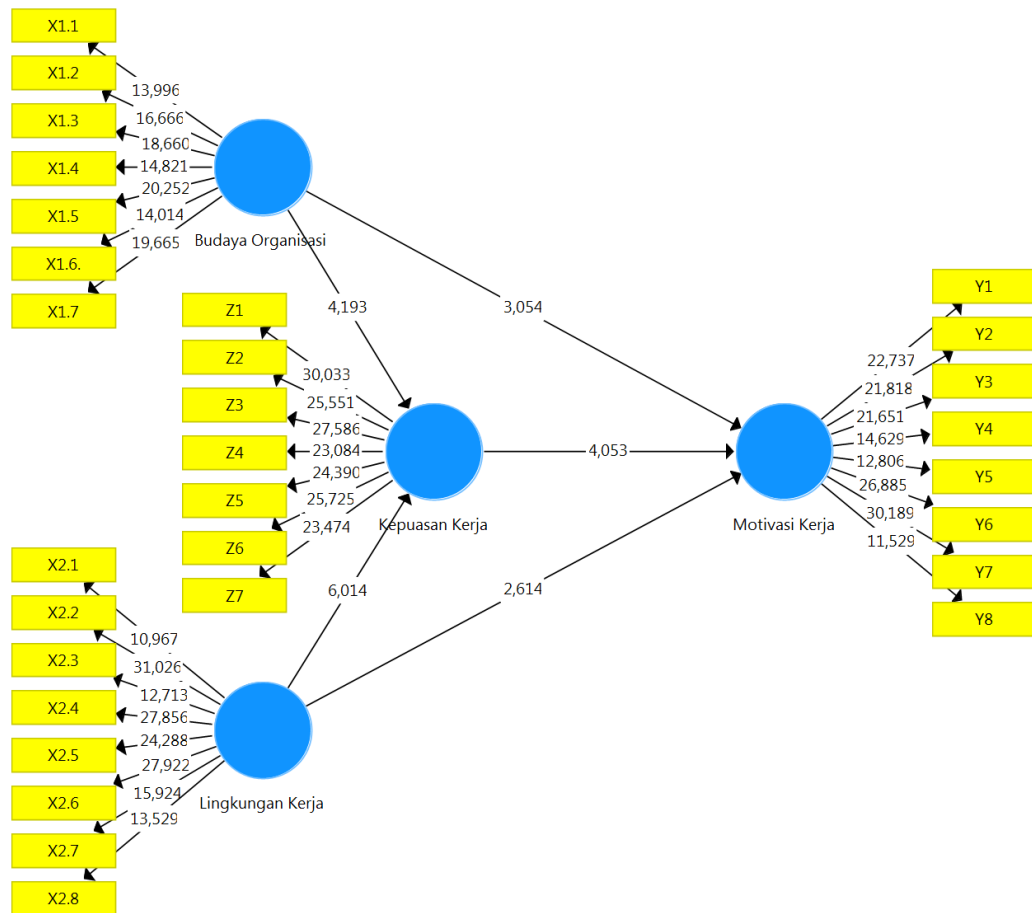 X1.1
X1.2
X1.3
X1.4
X1.5
X1.6.
X1.7
13,996
16,666
18,660
14,821
20,252
14,014
19,665
Budaya Organisasi
4,193
3,054
Z1
Z2
Z3
Z4
Z5
Z6
Z7
30,033
25,551
27,586
23,084
24,390
25,725
23,474
Kepuasan Kerja
4,053
6,014
2,614
X2.1
X2.2
X2.3
X2.4
X2.5
X2.6
X2.7
X2.8
10,967
31,026
12,713
27,856
24,288
27,922
15,924
13,529
Lingkungan Kerja
Motivasi Kerja
22,737
21,818
21,651
14,629
12,806
26,885
30,189
11,529
Y1
Y2
Y3
Y4
Y5
Y6
Y7
Y8